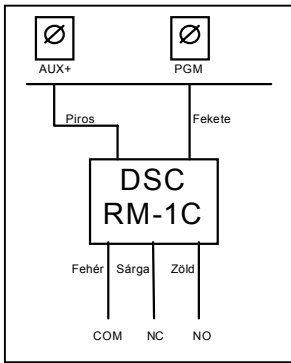 AUX+ PGM
Piros Fekete
DSC
RM-1C
Fehér Sárga Zöld
COM NC NO